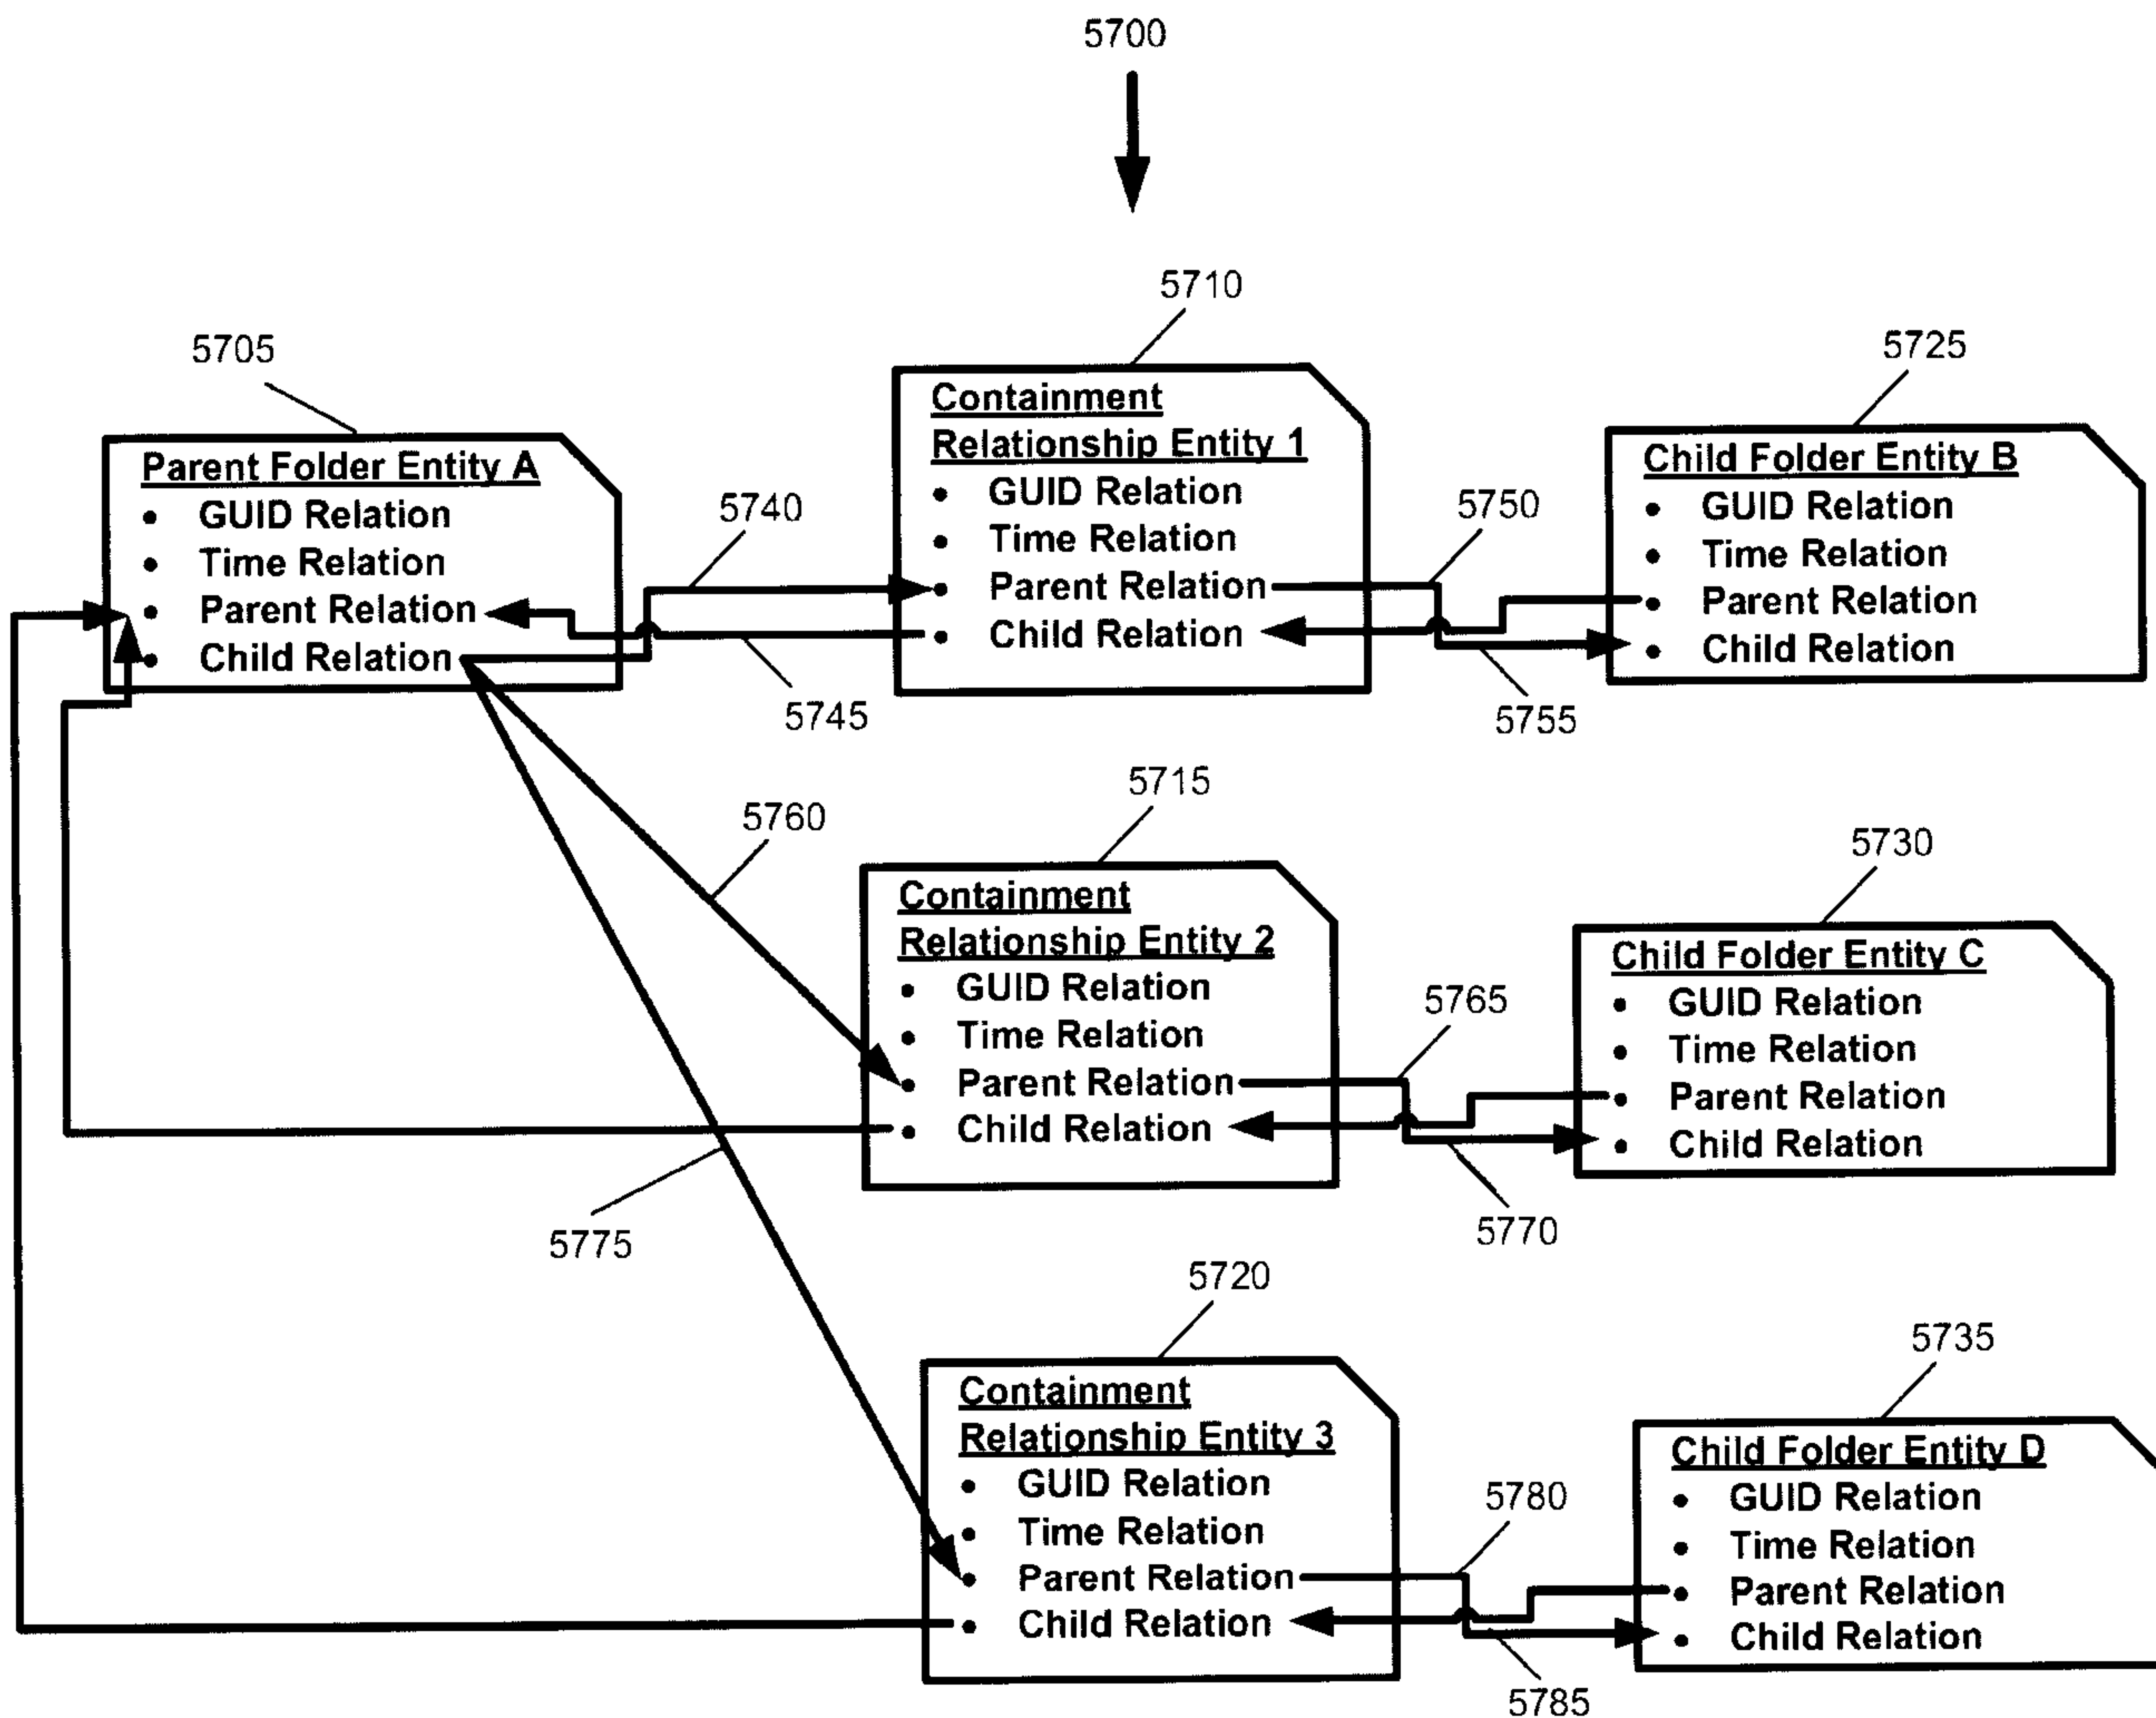 5700
5705
Parent Folder Entity A
• GUID Relation
• Time Relation
• Parent Relation
• Child Relation
5740
5745
5710
Containment
Relationship Entity 1
• GUID Relation
• Time Relation
• Parent Relation
• Child Relation
5750
5755
5725
Child Folder Entity B
• GUID Relation
• Time Relation
• Parent Relation
• Child Relation
5760
5775
5715
Containment
Relationship Entity 2
• GUID Relation
• Time Relation
• Parent Relation
• Child Relation
5765
5770
5730
Child Folder Entity C
• GUID Relation
• Time Relation
• Parent Relation
• Child Relation
5720
Containment
Relationship Entity 3
• GUID Relation
• Time Relation
• Parent Relation
• Child Relation
5780
5785
5735
Child Folder Entity D
• GUID Relation
• Time Relation
• Parent Relation
• Child Relation